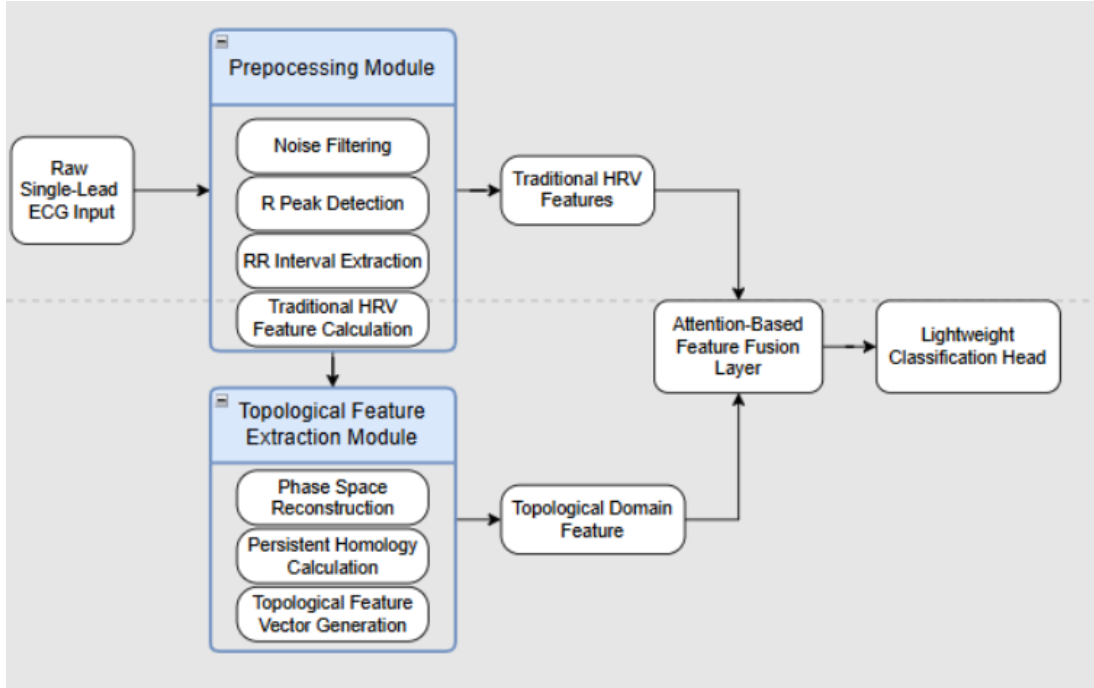 Prepocessing Module
Noise Filtering
R Peak Detection
RR Interval Extraction
Traditional HRV
Feature Calculation
Raw
Single-Lead
ECG Input
Traditional HRV
Features
Attention-Based
Feature Fusion
Layer
Lightweight
Classification Head
Topological Feature
Extraction Module
Phase Space
Reconstruction
Persistent Homology
Calculation
Topological Feature
Vector Generation
Topological Domain
Feature